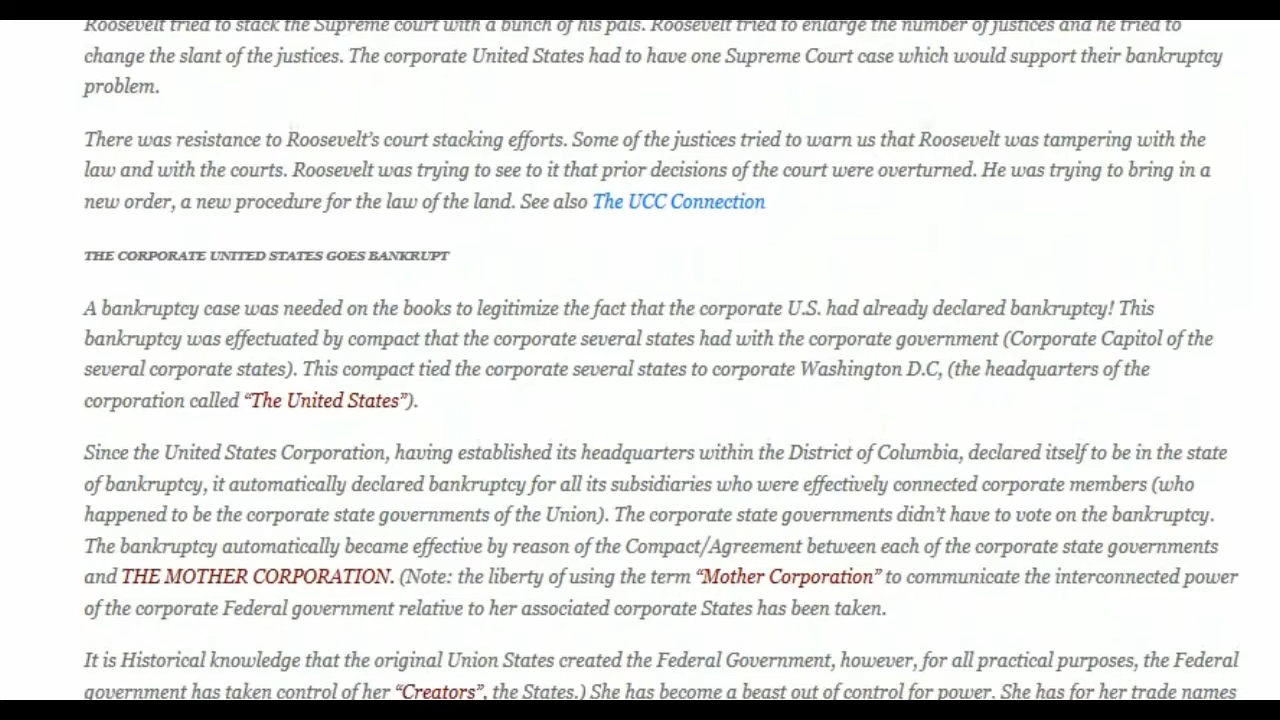 Roosevelt tried to stack the Supreme court with a bunch of his pals. Roosevelt tried to enlarge the number of justices and he tried to
change the slant of the justices. The corporate United States had to have one Supreme Court case which would support their bankruptcy
problem.
There was resistance to Roosevelt's court stacking efforts. Some of the justices tried to warn us that Roosevelt was tampering with the
law and with the courts. Roosevelt was trying to see to it that prior decisions of the court were overturned. He was trying to bring in a
new order, a new procedure for the law of the land. See also The UCC Connection
THE CORPORATE UNITED STATES GOES BANKRUPT
A bankruptcy case was needed on the books to legitimize the fact that the corporate U.S. had already declared bankruptcy! This
bankruptcy was effectuated by compact that the corporate several states had with the corporate government (Corporate Capitol of the
several corporate states). This compact tied the corporate several states to corporate Washington D.C, (the headquarters of the
corporation called “The United States”).
Since the United States Corporation, having established its headquarters within the District of Columbia, declared itself to be in the state
of bankruptcy, it automatically declared bankruptcy for all its subsidiaries who were effectively connected corporate members (who
happened to be the corporate state governments of the Union). The corporate state governments didn't have to vote on the bankruptcy.
The bankruptcy automatically became effective by reason of the Compact/Agreement between each of the corporate state governments
and THE MOTHER CORPORATION. (Note: the liberty of using the term “Mother Corporation” to communicate the interconnected power
of the corporate Federal government relative to her associated corporate States has been taken.
It is Historical knowledge that the original Union States created the Federal Government, however, for all practical purposes, the Federal
government has taken control of her “Creators”, the States.) She has become a beast out of control for power. She has for her trade names